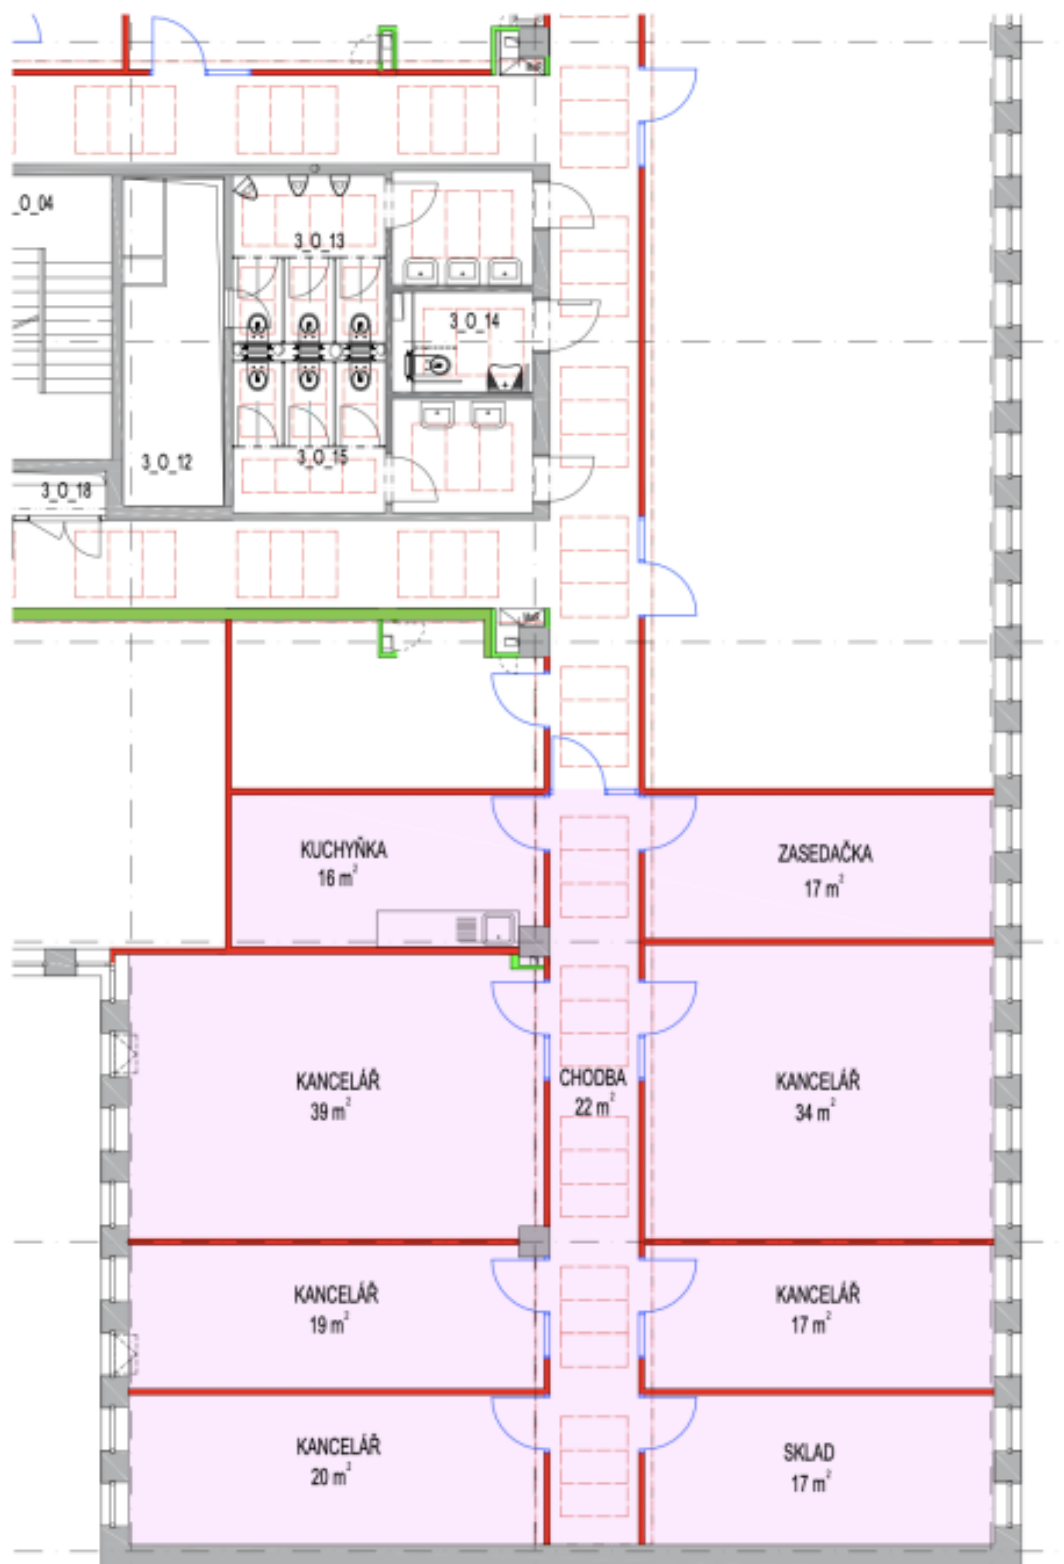 _0_04
3_0_13
3_0_14
3_0_12
3_0_15
3_0_18
KUCHYŇKA
16 m²
ZASEDAČKA
17 m²
KANCELÁŘ
39 m²
CHODBA
22 m²
KANCELÁŘ
34 m²
KANCELÁŘ
19 m²
KANCELÁŘ
17 m²
KANCELÁŘ
20 m²
SKLAD
17 m²